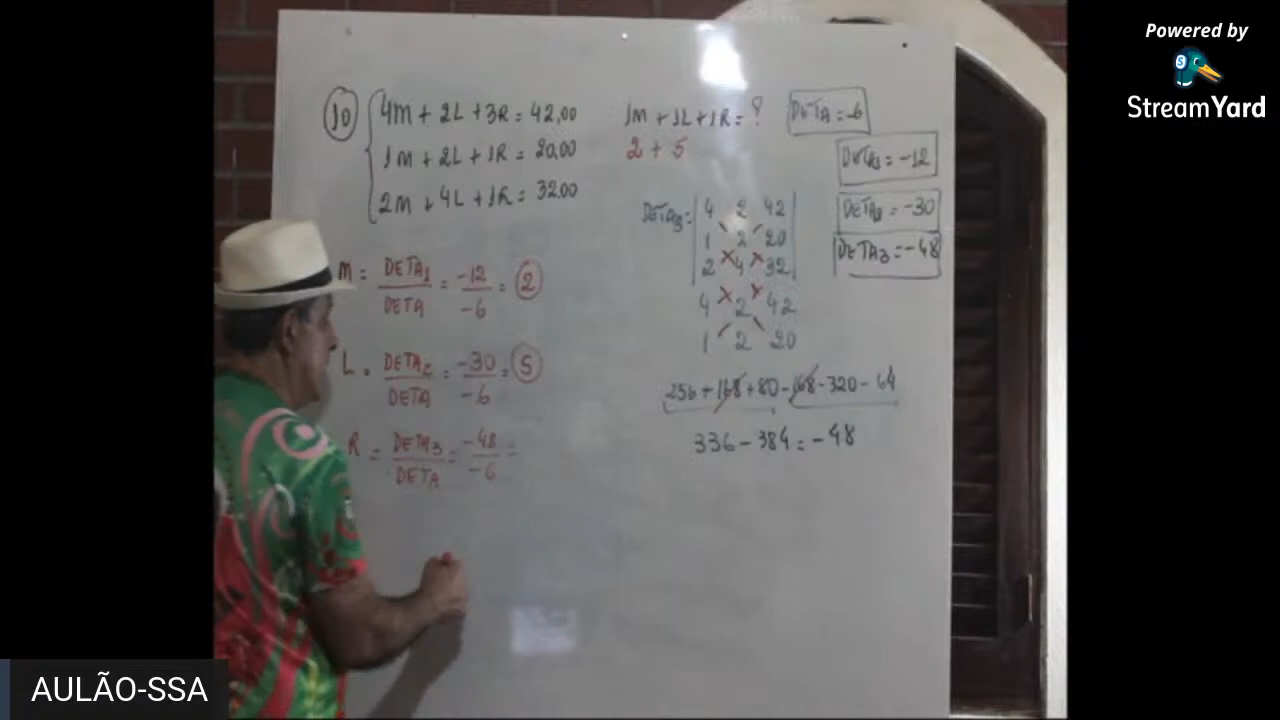 Powered by
StreamYard
10
4M + 2L + 3R = 42,00
1M + 2L + 1R = 20,00
2M + 4L + 1R = 32,00
1M + 1L + 1R = ?
2 + 5
DETA = -6
DETA1 = -12
DETA2 = -30
DETA3 = -48
DETA3 =
4 2 42
1 2 20
2 4 32
4 2 42
1 2 20
M = DETA1 / DETA = -12 / -6 = 2
L = DETA2 / DETA = -30 / -6 = 5
R = DETA3 / DETA = -48 / -6 =
256 + 168 + 80 - 168 - 320 - 64
336 - 384 = -48
AULÃO-SSA